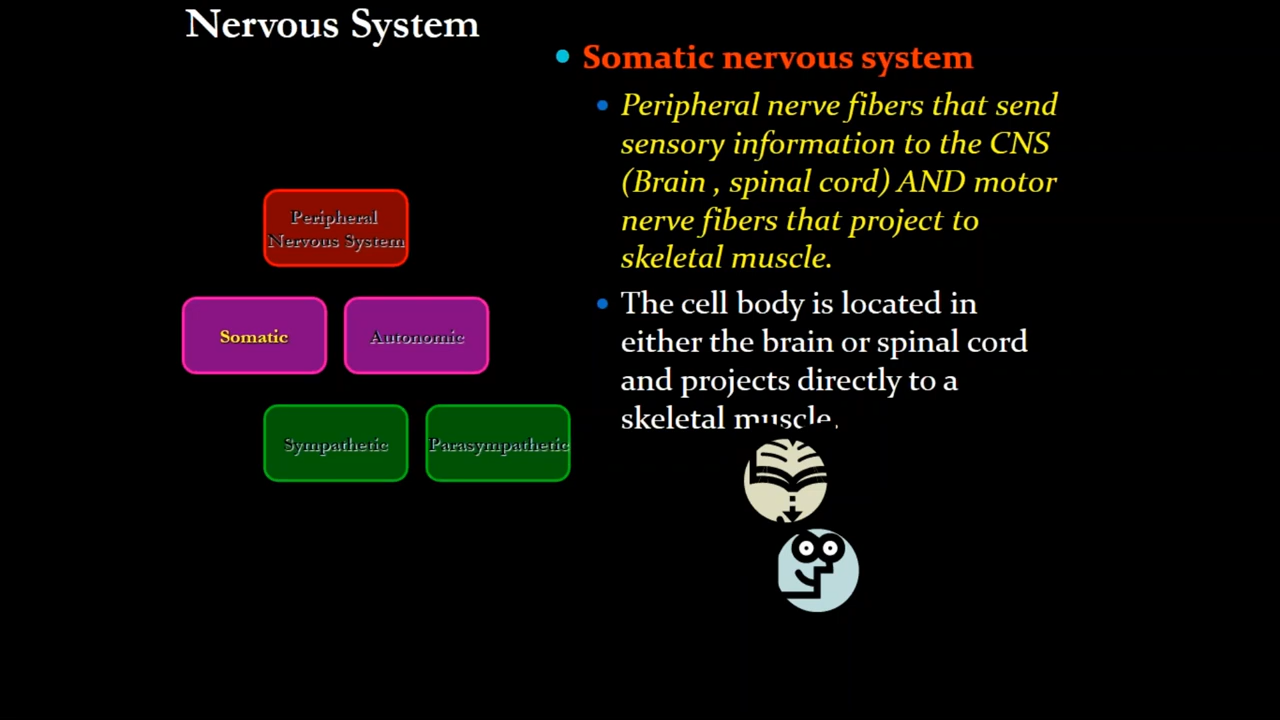 Nervous System
Somatic nervous system
Peripheral nerve fibers that send
sensory information to the CNS
(Brain , spinal cord) AND motor
nerve fibers that project to
skeletal muscle.
The cell body is located in
either the brain or spinal cord
and projects directly to a
skeletal muscle.
Peripheral
Nervous System
Somatic
Autonomic
Sympathetic
Parasympathetic